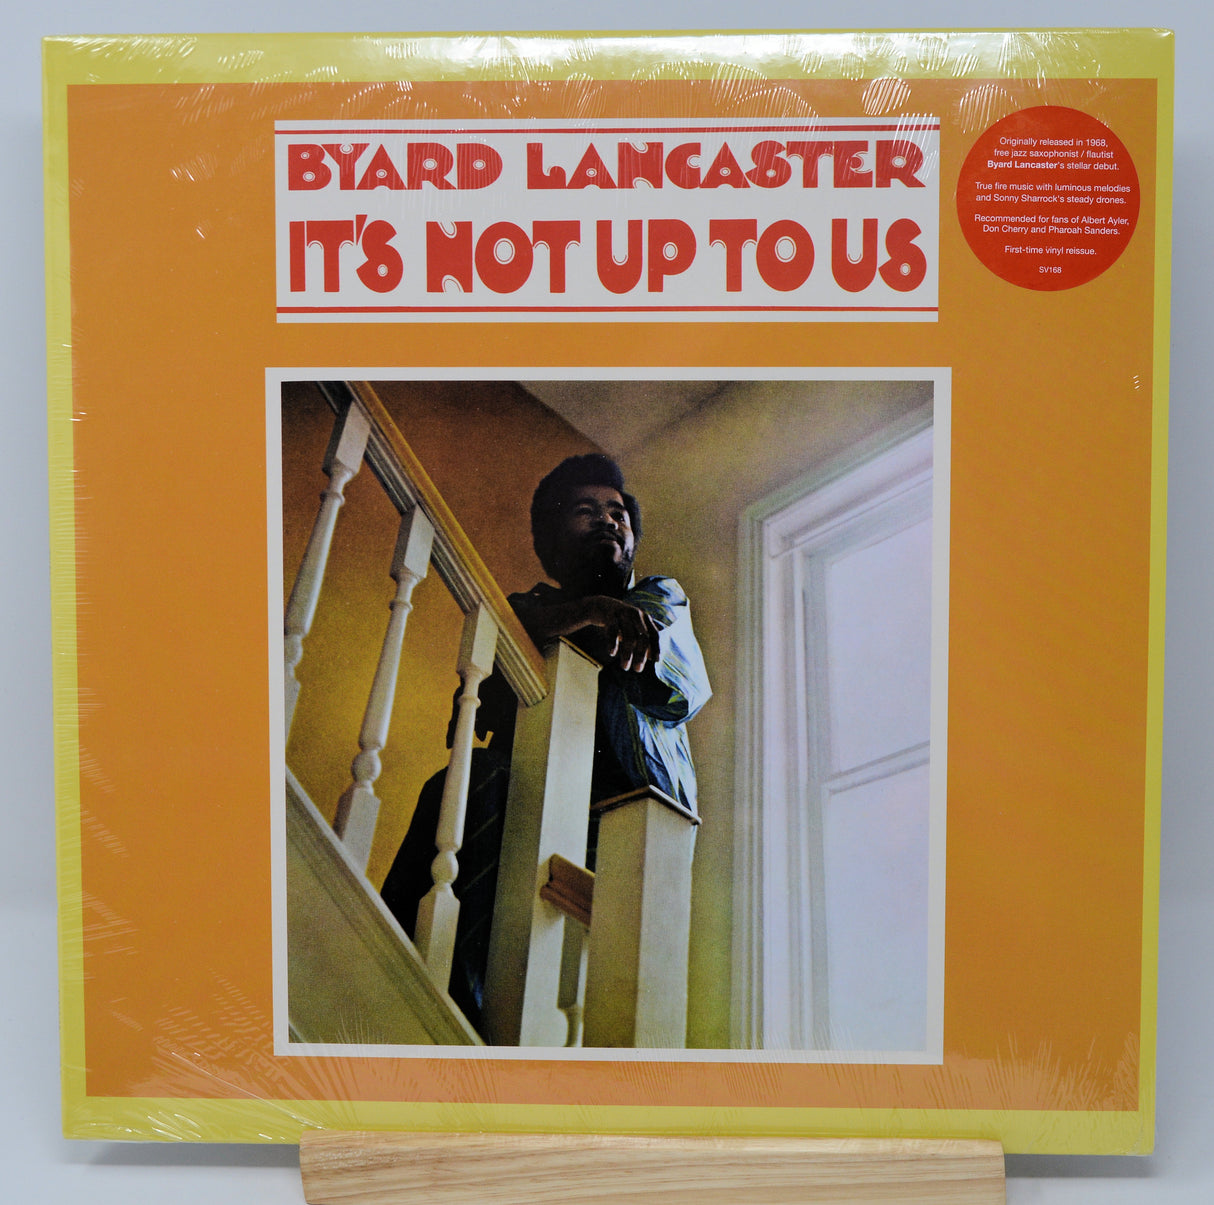 BYARD LANCASTER
IT'S NOT UP TO US
Originally released in 1968,
free jazz saxophonist / flautist
Byard Lancaster's stellar debut.
True fire music with luminous melodies
and Sonny Sharrock's steady drones.
Recommended for fans of Albert Ayler,
Don Cherry and Pharoah Sanders.
First-time vinyl reissue.
SV168